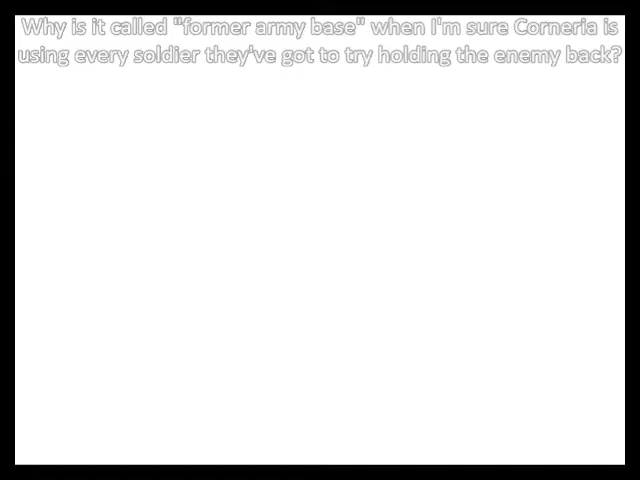 Why is it called "former army base" when I'm sure Corneria is
using every soldier they've got to try holding the enemy back?